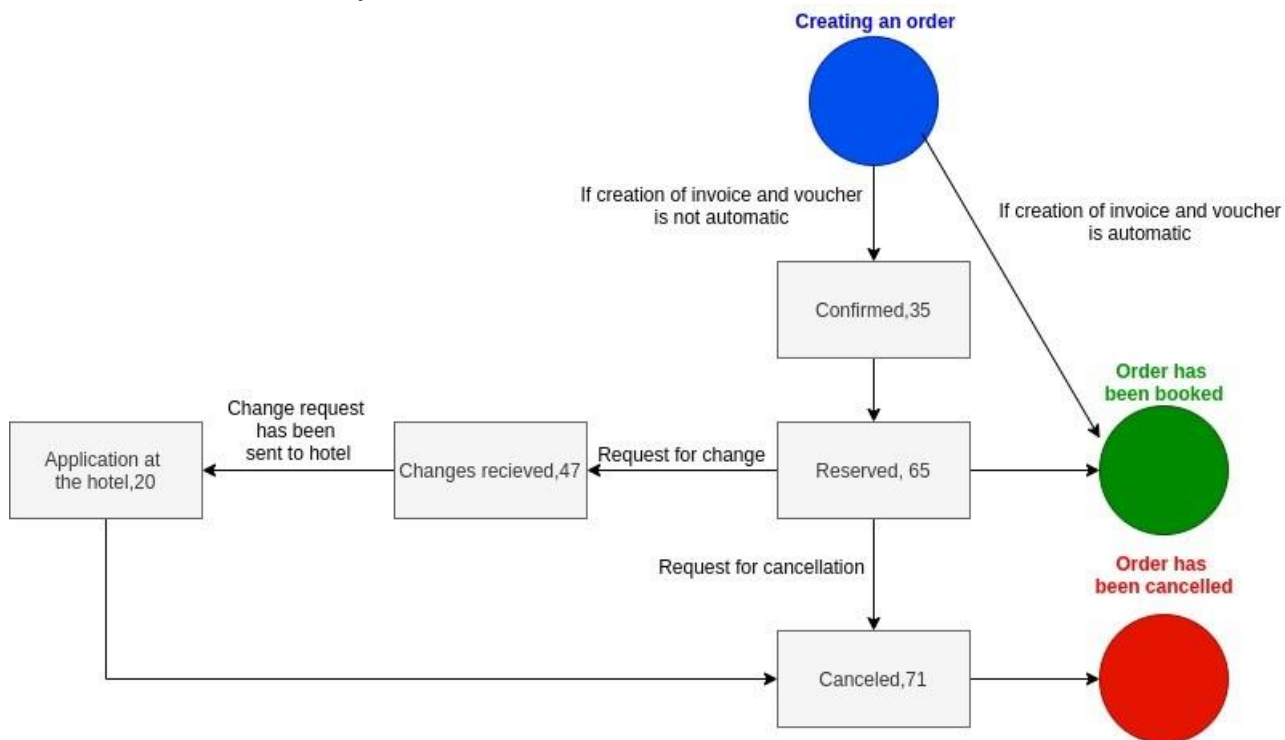 Creating an order
If creation of invoice and voucher
is not automatic
If creation of invoice and voucher
is automatic
Confirmed,35
Order has
been booked
Change request
has been
sent to hotel
Application at
the hotel,20
Changes recieved,47
Request for change
Reserved, 65
Request for cancellation
Order has
been cancelled
Canceled,71